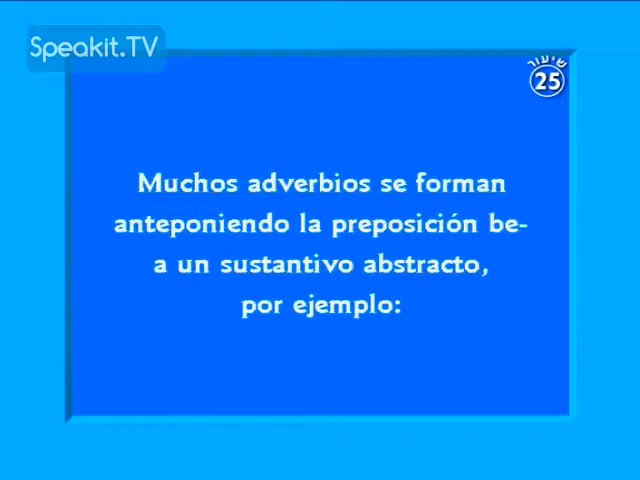 Speakit.TV
שיעור
25
Muchos adverbios se forman
anteponiendo la preposición be-
a un sustantivo abstracto,
por ejemplo: